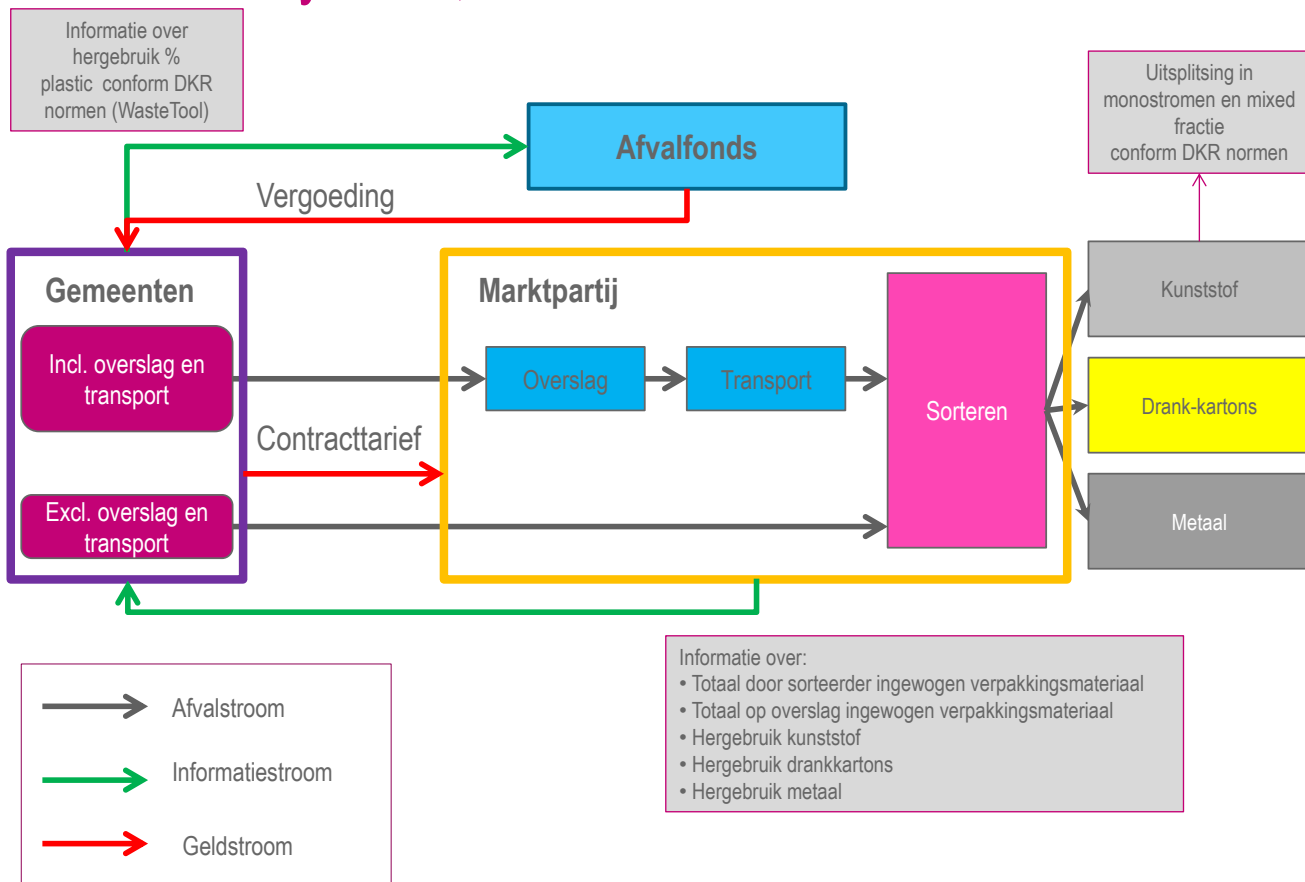 Informatie over
hergebruik %
plastic conform DKR
normen (WasteTool)
Uitsplitsing in
monostromen en mixed
fractie
conform DKR normen
Afvalfonds
Vergoeding
Gemeenten
Marktpartij
Kunststof
Incl. overslag en
transport
Overslag
Transport
Sorteren
Drank-kartons
Contracttarief
Excl. overslag en
transport
Metaal
Informatie over:
• Totaal door sorteerder ingewogen verpakkingsmateriaal
• Totaal op overslag ingewogen verpakkingsmateriaal
• Hergebruik kunststof
• Hergebruik drankkartons
• Hergebruik metaal
Afvalstroom
Informatiestroom
Geldstroom